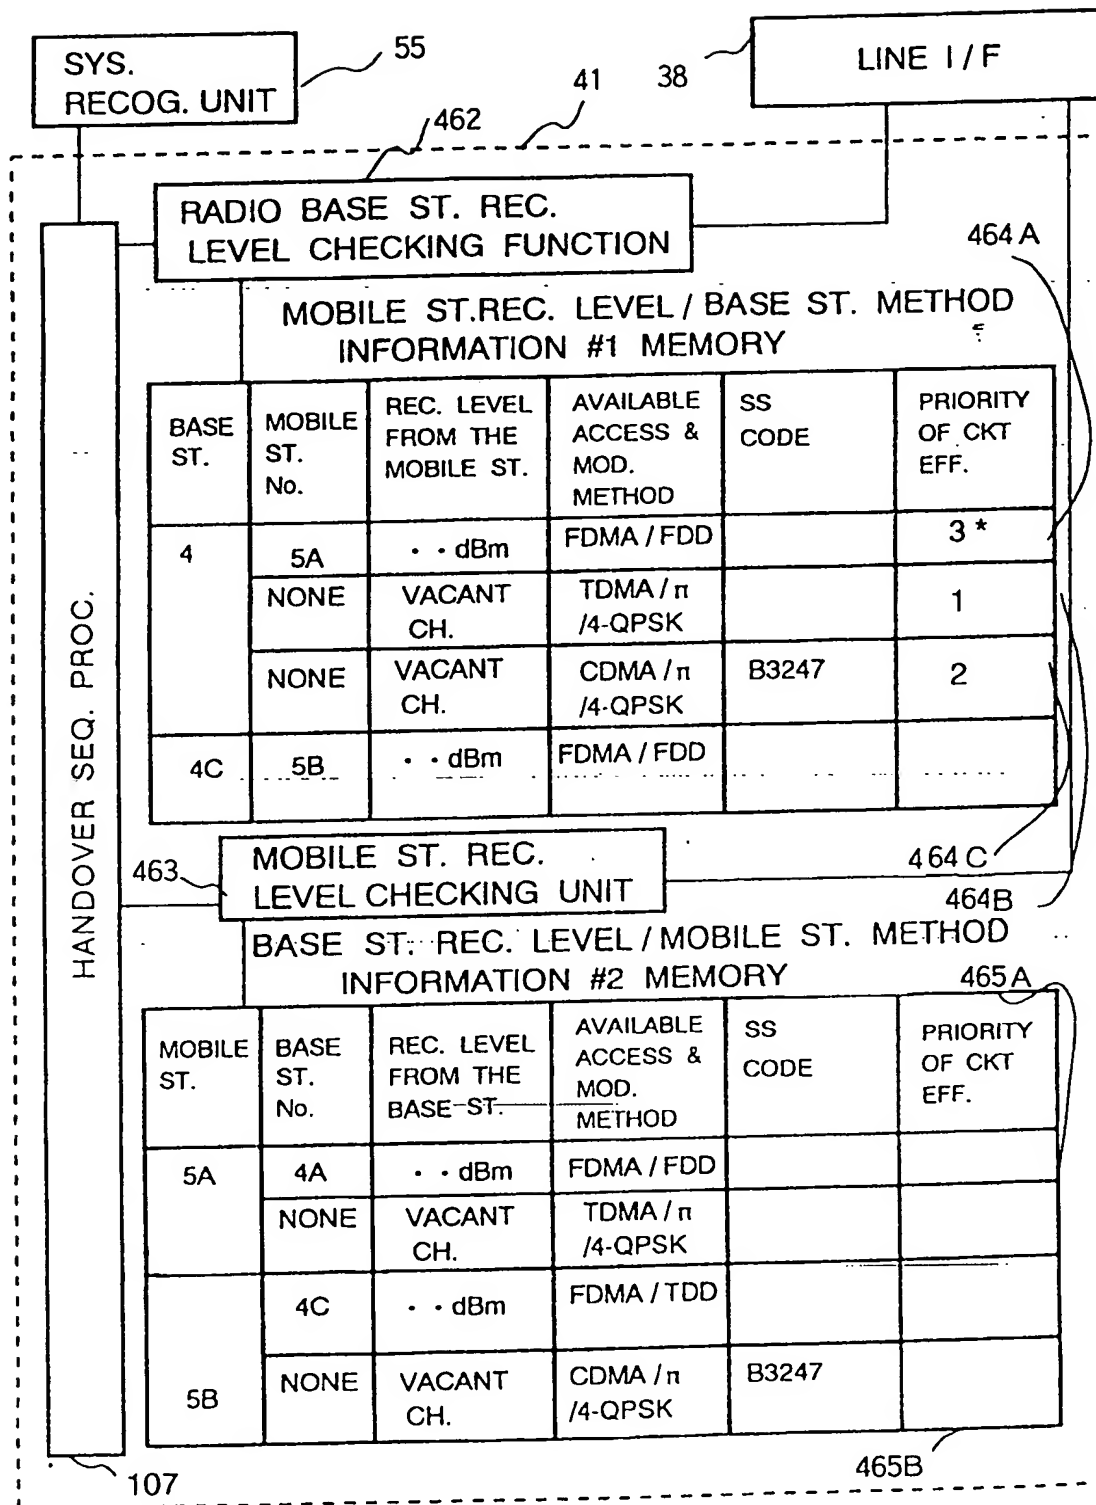 SYS.
RECOG. UNIT
55
38
LINE I / F
41
462
RADIO BASE ST. REC.
LEVEL CHECKING FUNCTION
464A
HANDOVER SEQ. PROC.
MOBILE ST.REC. LEVEL / BASE ST. METHOD
INFORMATION #1 MEMORY
BASE
ST.
MOBILE
ST.
No.
REC. LEVEL
FROM THE
MOBILE ST.
AVAILABLE
ACCESS &
MOD.
METHOD
SS
CODE
PRIORITY
OF CKT
EFF.
4
5A
· · dBm
FDMA / FDD
3 *
NONE
VACANT
CH.
TDMA / π
/4-QPSK
1
NONE
VACANT
CH.
CDMA / π
/4-QPSK
B3247
2
4C
5B
· · dBm
FDMA / FDD
463
MOBILE ST. REC.
LEVEL CHECKING UNIT
464C
464B
BASE ST. REC. LEVEL / MOBILE ST. METHOD
INFORMATION #2 MEMORY
465A
MOBILE
ST.
BASE
ST.
No.
REC. LEVEL
FROM THE
BASE ST.
AVAILABLE
ACCESS &
MOD.
METHOD
SS
CODE
PRIORITY
OF CKT
EFF.
5A
4A
· · dBm
FDMA / FDD
NONE
VACANT
CH.
TDMA / π
/4-QPSK
4C
· · dBm
FDMA / TDD
5B
NONE
VACANT
CH.
CDMA / π
/4-QPSK
B3247
107
465B